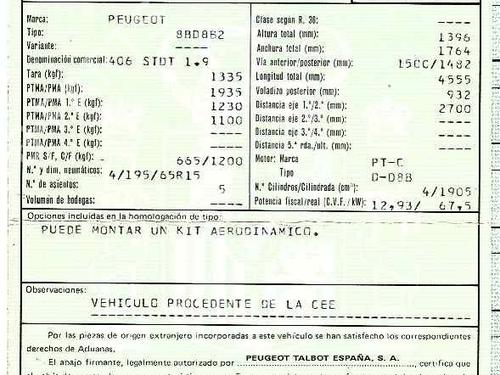 Marca: PEUGEOT
Tipo: 8BD8B2
Variante: ----
Denominación comercial: 406 STDT 1.9
Tara (kgf): 1335
PTMA/PMA (kgf): 1935
PTMA/PMA 1.º E (kgf): 1230
PTMA/PMA 2.º E (kgf): 1100
PTMA/PMA 3.º E (kgf): ----
PTMA/PMA 4.º E (kgf): ----
PMR S/F, C/F (kgf): 665/1200
N.º y dim. neumáticos: 4/195/65R15
N.º de asientos: 5
Volumen de bodegas: ----
Clase según R. 36: ----
Altura total (mm): 1396
Anchura total (mm): 1764
Vía anterior/posterior (mm): 1500/1482
Longitud total (mm): 4555
Voladizo posterior (mm): 932
Distancia eje 1.º/2.º (mm): 2700
Distancia eje 2.º/3.º (mm): ----
Distancia eje 3.º/4.º (mm): ----
Distancia 5.ª rda./ult. (mm): ----
Motor: Marca PT-C
Tipo D-D8B
N.º Cilindros/Cilindrada (cm³) 4/1905
Potencia fiscal/real (C.V.F./kW): 12,93/ 67,5
Opciones incluidas en la homologación de tipo:
PUEDE MONTAR UN KIT AERODINAMICO.
Observaciones:
VEHICULO PROCEDENTE DE LA CEE
Por las piezas de origen extranjero incorporadas a este vehículo se han satisfecho los correspondientes
derechos de Aduanas.
El abajo firmante, legalmente autorizado por PEUGEOT TALBOT ESPAÑA, S. A. certifica que